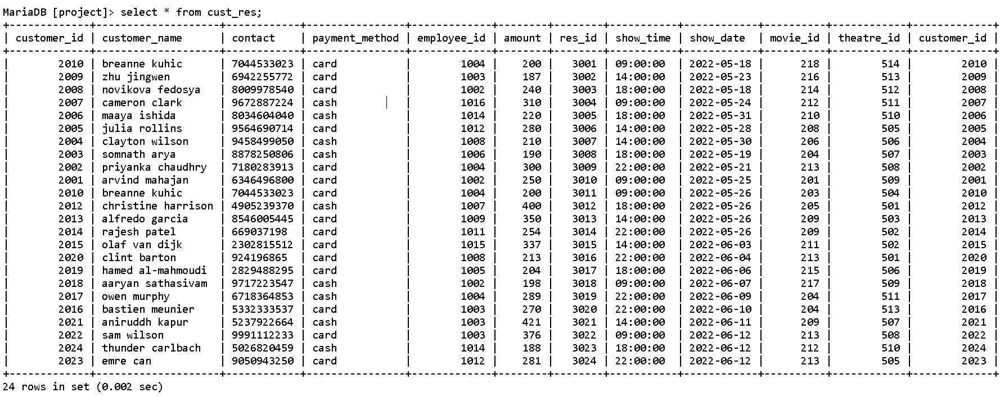 MariaDB [project]> select * from cust_res;
+-------------+--------------------+------------+----------------+-------------+--------+--------+-----------+------------+----------+------------+-------------+
| customer_id | customer_name      | contact    | payment_method | employee_id | amount | res_id | show_time | show_date  | movie_id | theatre_id | customer_id |
+-------------+--------------------+------------+----------------+-------------+--------+--------+-----------+------------+----------+------------+-------------+
|        2010 | breanne kuhic      | 7044533023 | card           |        1004 |    200 |   3001 | 09:00:00  | 2022-05-18 |      218 |        514 |        2010 |
|        2009 | zhu jingwen        | 6942255772 | card           |        1003 |    187 |   3002 | 14:00:00  | 2022-05-23 |      216 |        513 |        2009 |
|        2008 | novikova fedosya   | 8009978540 | card           |        1002 |    240 |   3003 | 18:00:00  | 2022-05-18 |      214 |        512 |        2008 |
|        2007 | cameron clark      | 9672887224 | cash           |        1016 |    310 |   3004 | 09:00:00  | 2022-05-24 |      212 |        511 |        2007 |
|        2006 | maaya ishida       | 8034604040 | cash           |        1014 |    220 |   3005 | 18:00:00  | 2022-05-31 |      210 |        510 |        2006 |
|        2005 | julia rollins      | 9564690714 | card           |        1012 |    280 |   3006 | 14:00:00  | 2022-05-28 |      208 |        505 |        2005 |
|        2004 | clayton wilson     | 9458499050 | cash           |        1008 |    210 |   3007 | 14:00:00  | 2022-05-30 |      206 |        506 |        2004 |
|        2003 | somnath arya       | 8878250806 | cash           |        1006 |    190 |   3008 | 18:00:00  | 2022-05-19 |      204 |        507 |        2003 |
|        2002 | priyanka chaudhry  | 7180283913 | card           |        1004 |    300 |   3009 | 22:00:00  | 2022-05-21 |      213 |        508 |        2002 |
|        2001 | arvind mahajan     | 6346496800 | card           |        1002 |    250 |   3010 | 09:00:00  | 2022-05-25 |      201 |        509 |        2001 |
|        2010 | breanne kuhic      | 7044533023 | card           |        1004 |    200 |   3011 | 09:00:00  | 2022-05-26 |      203 |        504 |        2010 |
|        2012 | christine harrison | 4905239370 | cash           |        1007 |    400 |   3012 | 18:00:00  | 2022-05-26 |      205 |        501 |        2012 |
|        2013 | alfredo garcia     | 8546005445 | card           |        1009 |    350 |   3013 | 14:00:00  | 2022-05-26 |      209 |        503 |        2013 |
|        2014 | rajesh patel       | 669037198  | card           |        1011 |    254 |   3014 | 22:00:00  | 2022-05-26 |      209 |        502 |        2014 |
|        2015 | olaf van dijk      | 2302815512 | card           |        1015 |    337 |   3015 | 14:00:00  | 2022-06-03 |      211 |        502 |        2015 |
|        2020 | clint barton       | 924196865  | card           |        1008 |    213 |   3016 | 22:00:00  | 2022-06-04 |      213 |        501 |        2020 |
|        2019 | hamed al-mahmoudi  | 2829488295 | card           |        1005 |    204 |   3017 | 18:00:00  | 2022-06-06 |      215 |        506 |        2019 |
|        2018 | aaryan sathasivam  | 9717223547 | cash           |        1002 |    198 |   3018 | 09:00:00  | 2022-06-07 |      217 |        509 |        2018 |
|        2017 | owen murphy        | 6718364853 | cash           |        1004 |    289 |   3019 | 22:00:00  | 2022-06-09 |      204 |        511 |        2017 |
|        2016 | bastien meunier    | 5332333537 | card           |        1003 |    270 |   3020 | 22:00:00  | 2022-06-10 |      204 |        513 |        2016 |
|        2021 | aniruddh kapur     | 5237922664 | cash           |        1003 |    421 |   3021 | 14:00:00  | 2022-06-11 |      209 |        507 |        2021 |
|        2022 | sam wilson         | 9991112233 | card           |        1003 |    376 |   3022 | 09:00:00  | 2022-06-12 |      213 |        508 |        2022 |
|        2024 | thunder carlbach   | 5026820459 | cash           |        1014 |    188 |   3023 | 18:00:00  | 2022-06-12 |      212 |        510 |        2024 |
|        2023 | emre can           | 9050943250 | card           |        1012 |    281 |   3024 | 22:00:00  | 2022-06-12 |      213 |        505 |        2023 |
+-------------+--------------------+------------+----------------+-------------+--------+--------+-----------+------------+----------+------------+-------------+
24 rows in set (0.002 sec)